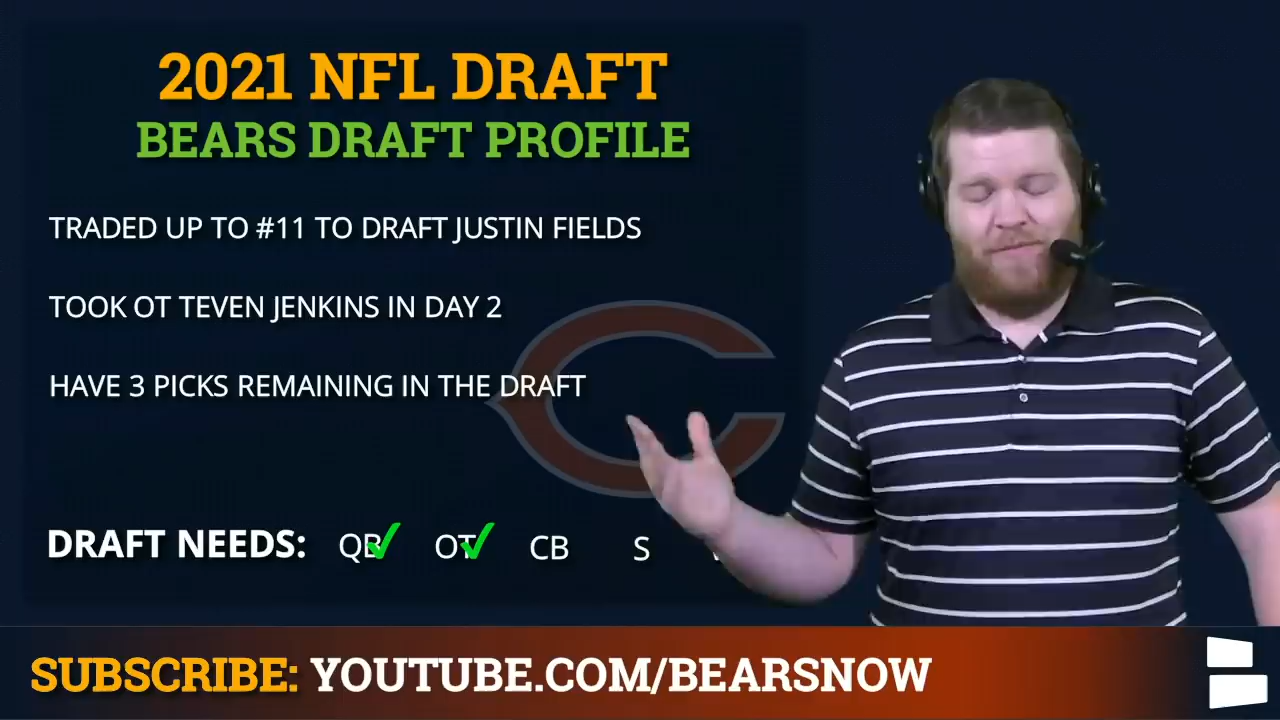 2021 NFL DRAFT
BEARS DRAFT PROFILE
TRADED UP TO #11 TO DRAFT JUSTIN FIELDS
TOOK OT TEVEN JENKINS IN DAY 2
HAVE 3 PICKS REMAINING IN THE DRAFT
DRAFT NEEDS: QB OT CB S
SUBSCRIBE: YOUTUBE.COM/BEARSNOW